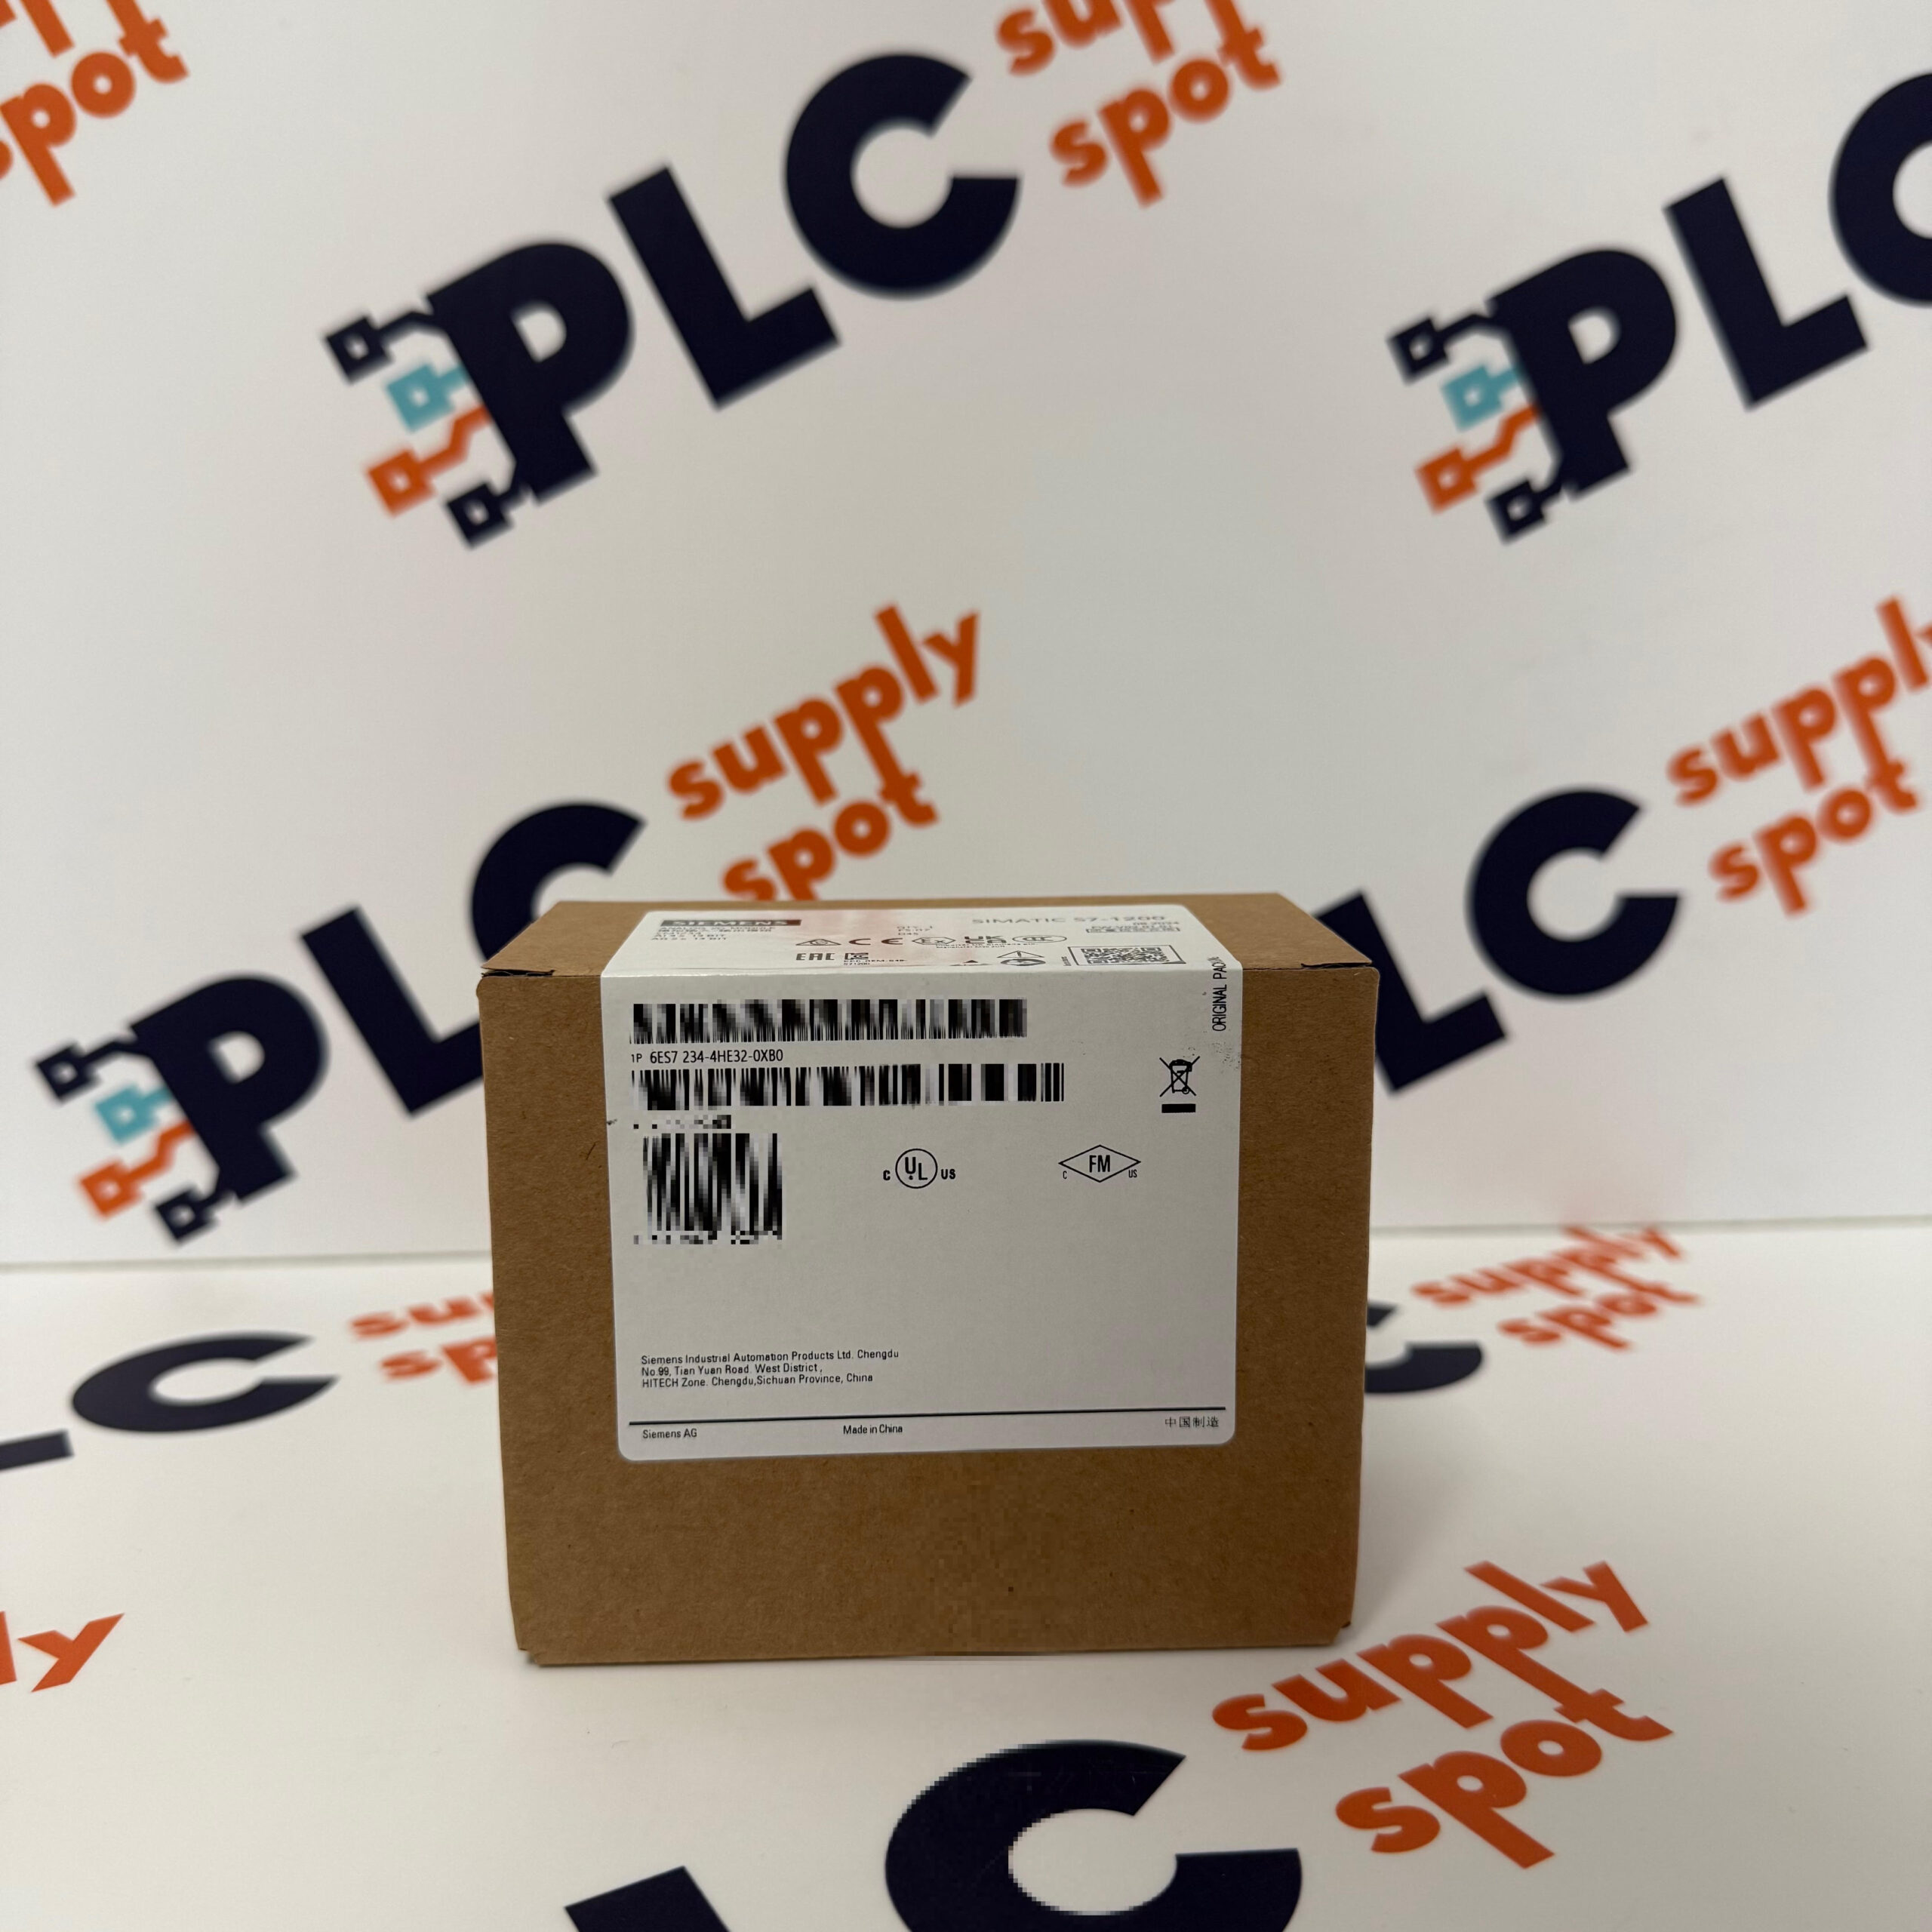 supply
spot
PLC
supply
spot
PLC
supply
spot
PLC
supply
spot
PLC
supply
spot
SIEMENS
SIMATIC S7-1200
CE
EAC
ORIGINAL PACK
1P 6ES7 234-4HE32-0XB0
C UL US
C FM US
Siemens Industrial Automation Products Ltd. Chengdu
No.99, Tian Yuan Road. West District,
HITECH Zone. Chengdu,Sichuan Province, China
Siemens AG Made in China 中国制造
C
C
supply
spot
ly
supply
spot
C